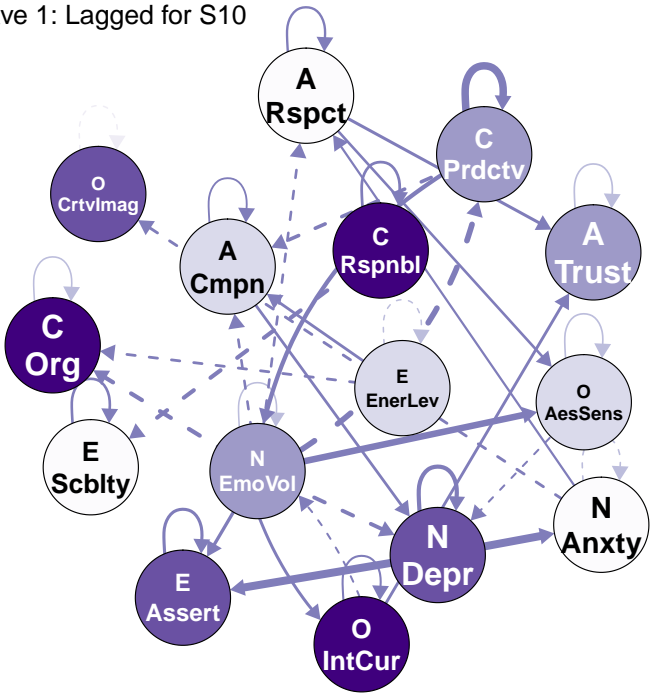 ve 1: Lagged for S10
A
Rspct
C
Prdctv
O
CrtvImag
A
Cmpn
C
Rspnbl
A
Trust
C
Org
E
EnerLev
O
AesSens
E
Scblty
N
EmoVol
N
Anxty
N
Depr
E
Assert
O
IntCur